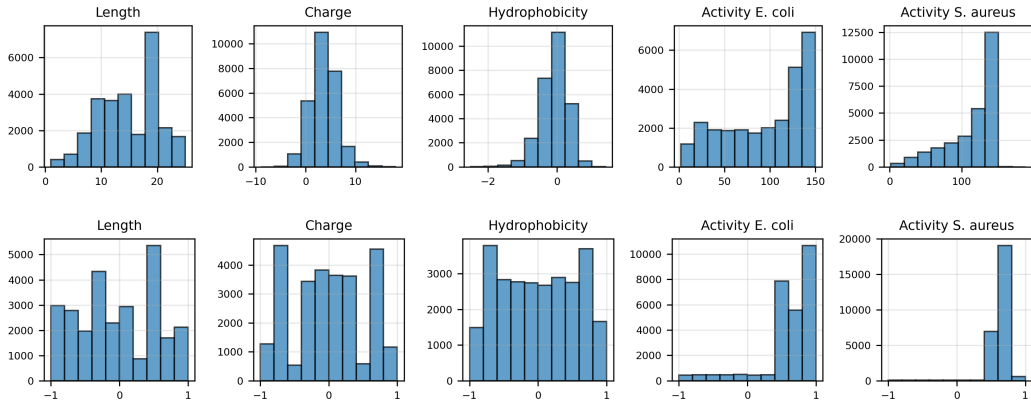 Length Charge Hydrophobicity Activity E. coli Activity S. aureus
6000 4000 2000 0
10000 8000 6000 4000 2000 0
10000 8000 6000 4000 2000 0
6000 4000 2000 0
12500 10000 7500 5000 2500 0
0 10 20 −10 0 10 −2 0 0 50 100 150 0 100
Length Charge Hydrophobicity Activity E. coli Activity S. aureus
5000 4000 3000 2000 1000 0
4000 3000 2000 1000 0
3000 2000 1000 0
10000 8000 6000 4000 2000 0
20000 15000 10000 5000 0
−1 0 1 −1 0 1 −1 0 1 −1 0 1 −1 0 1